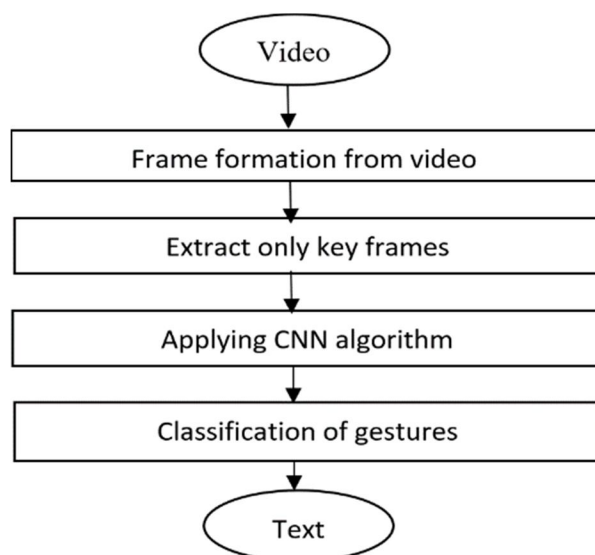 Video
Frame formation from video
Extract only key frames
Applying CNN algorithm
Classification of gestures
Text